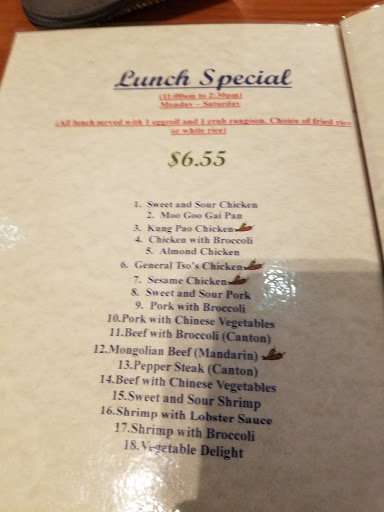 Lunch Special
(11:00am to 2:30pm)
Monday – Saturday
(All lunch served with 1 eggroll and 1 crab rangoon. Choice of fried rice
or white rice)
$6.55
1. Sweet and Sour Chicken
2. Moo Goo Gai Pan
3. Kung Pao Chicken
4. Chicken with Broccoli
5. Almond Chicken
6. General Tso's Chicken
7. Sesame Chicken
8. Sweet and Sour Pork
9. Pork with Broccoli
10.Pork with Chinese Vegetables
11.Beef with Broccoli (Canton)
12.Mongolian Beef (Mandarin)
13.Pepper Steak (Canton)
14.Beef with Chinese Vegetables
15.Sweet and Sour Shrimp
16.Shrimp with Lobster Sauce
17.Shrimp with Broccoli
18.Vegetable Delight